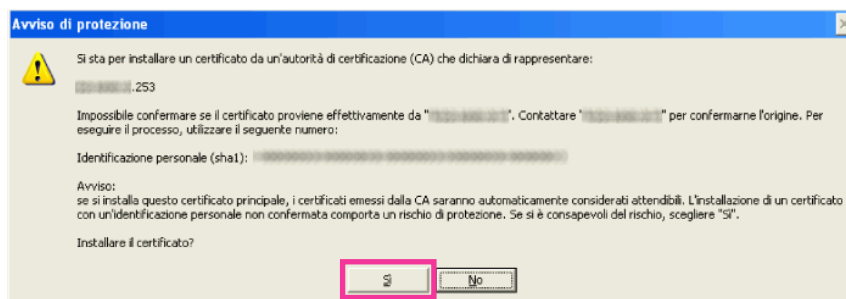 Avviso di protezione
Si sta per installare un certificato da un'autorità di certificazione (CA) che dichiara di rappresentare:
.253
Impossibile confermare se il certificato proviene effettivamente da " ". Contattare " " per confermarne l'origine. Per
eseguire il processo, utilizzare il seguente numero:
Identificazione personale (sha1):
Avviso:
se si installa questo certificato principale, i certificati emessi dalla CA saranno automaticamente considerati attendibili. L'installazione di un certificato
con un'identificazione personale non confermata comporta un rischio di protezione. Se si è consapevoli del rischio, scegliere "Sì".
Installare il certificato?
Sì
No